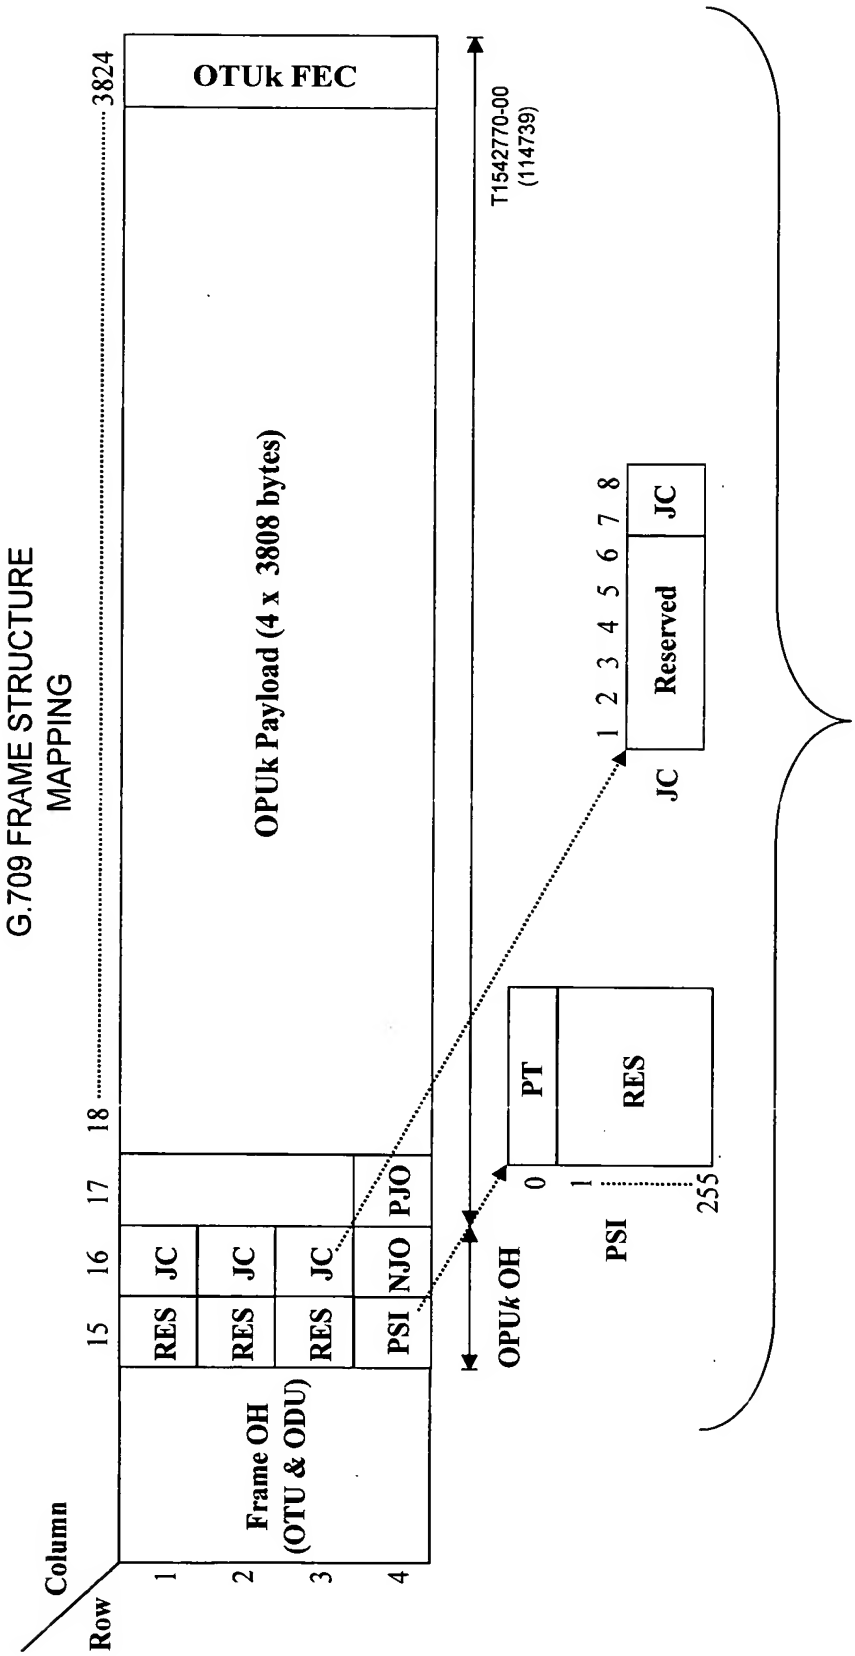 G.709 FRAME STRUCTURE
MAPPING
Column
Row
15 16 17 18 3824
1 RES JC
2 RES JC
3 RES JC
4 PSI NJO PJO
Frame OH
(OTU & ODU)
OPUk Payload (4 x 3808 bytes)
OTUk FEC
OPUk OH
T1542770-00
(114739)
PSI
0 PT
1 RES
255
1 2 3 4 5 6 7 8
JC Reserved JC